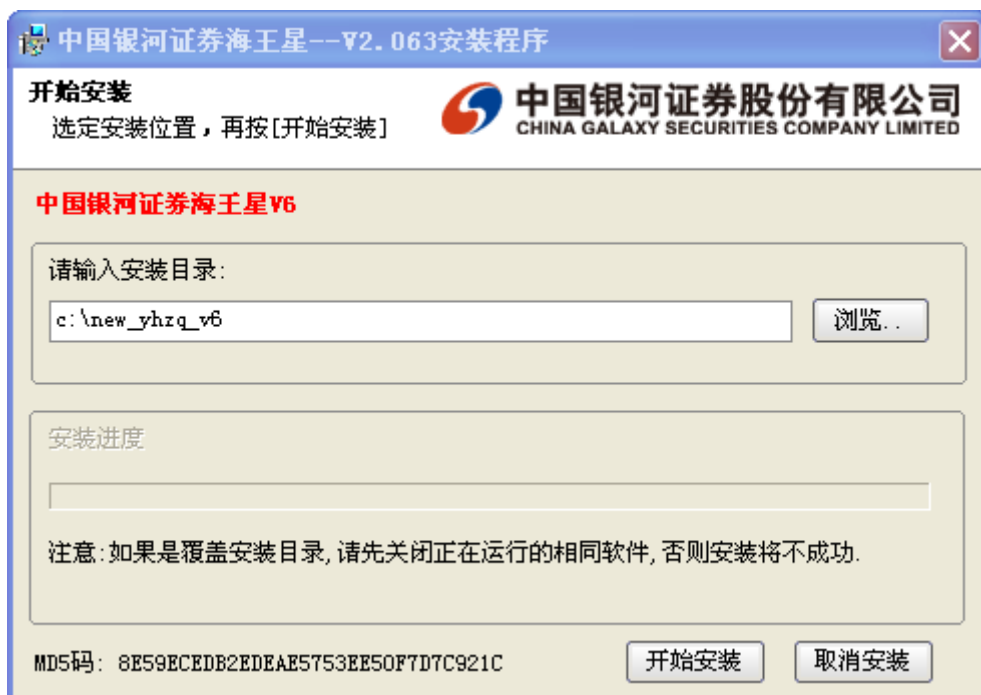 中国银河证券海王星--V2.063安装程序
开始安装
选定安装位置，再按[开始安装]
中国银河证券股份有限公司
CHINA GALAXY SECURITIES COMPANY LIMITED
中国银河证券海王星V6
请输入安装目录:
c:\new_yhzq_v6
浏览..
安装进度
注意:如果是覆盖安装目录,请先关闭正在运行的相同软件,否则安装将不成功.
MD5码: 8E59ECEDB2EDEAE5753EE50F7D7C921C
开始安装
取消安装